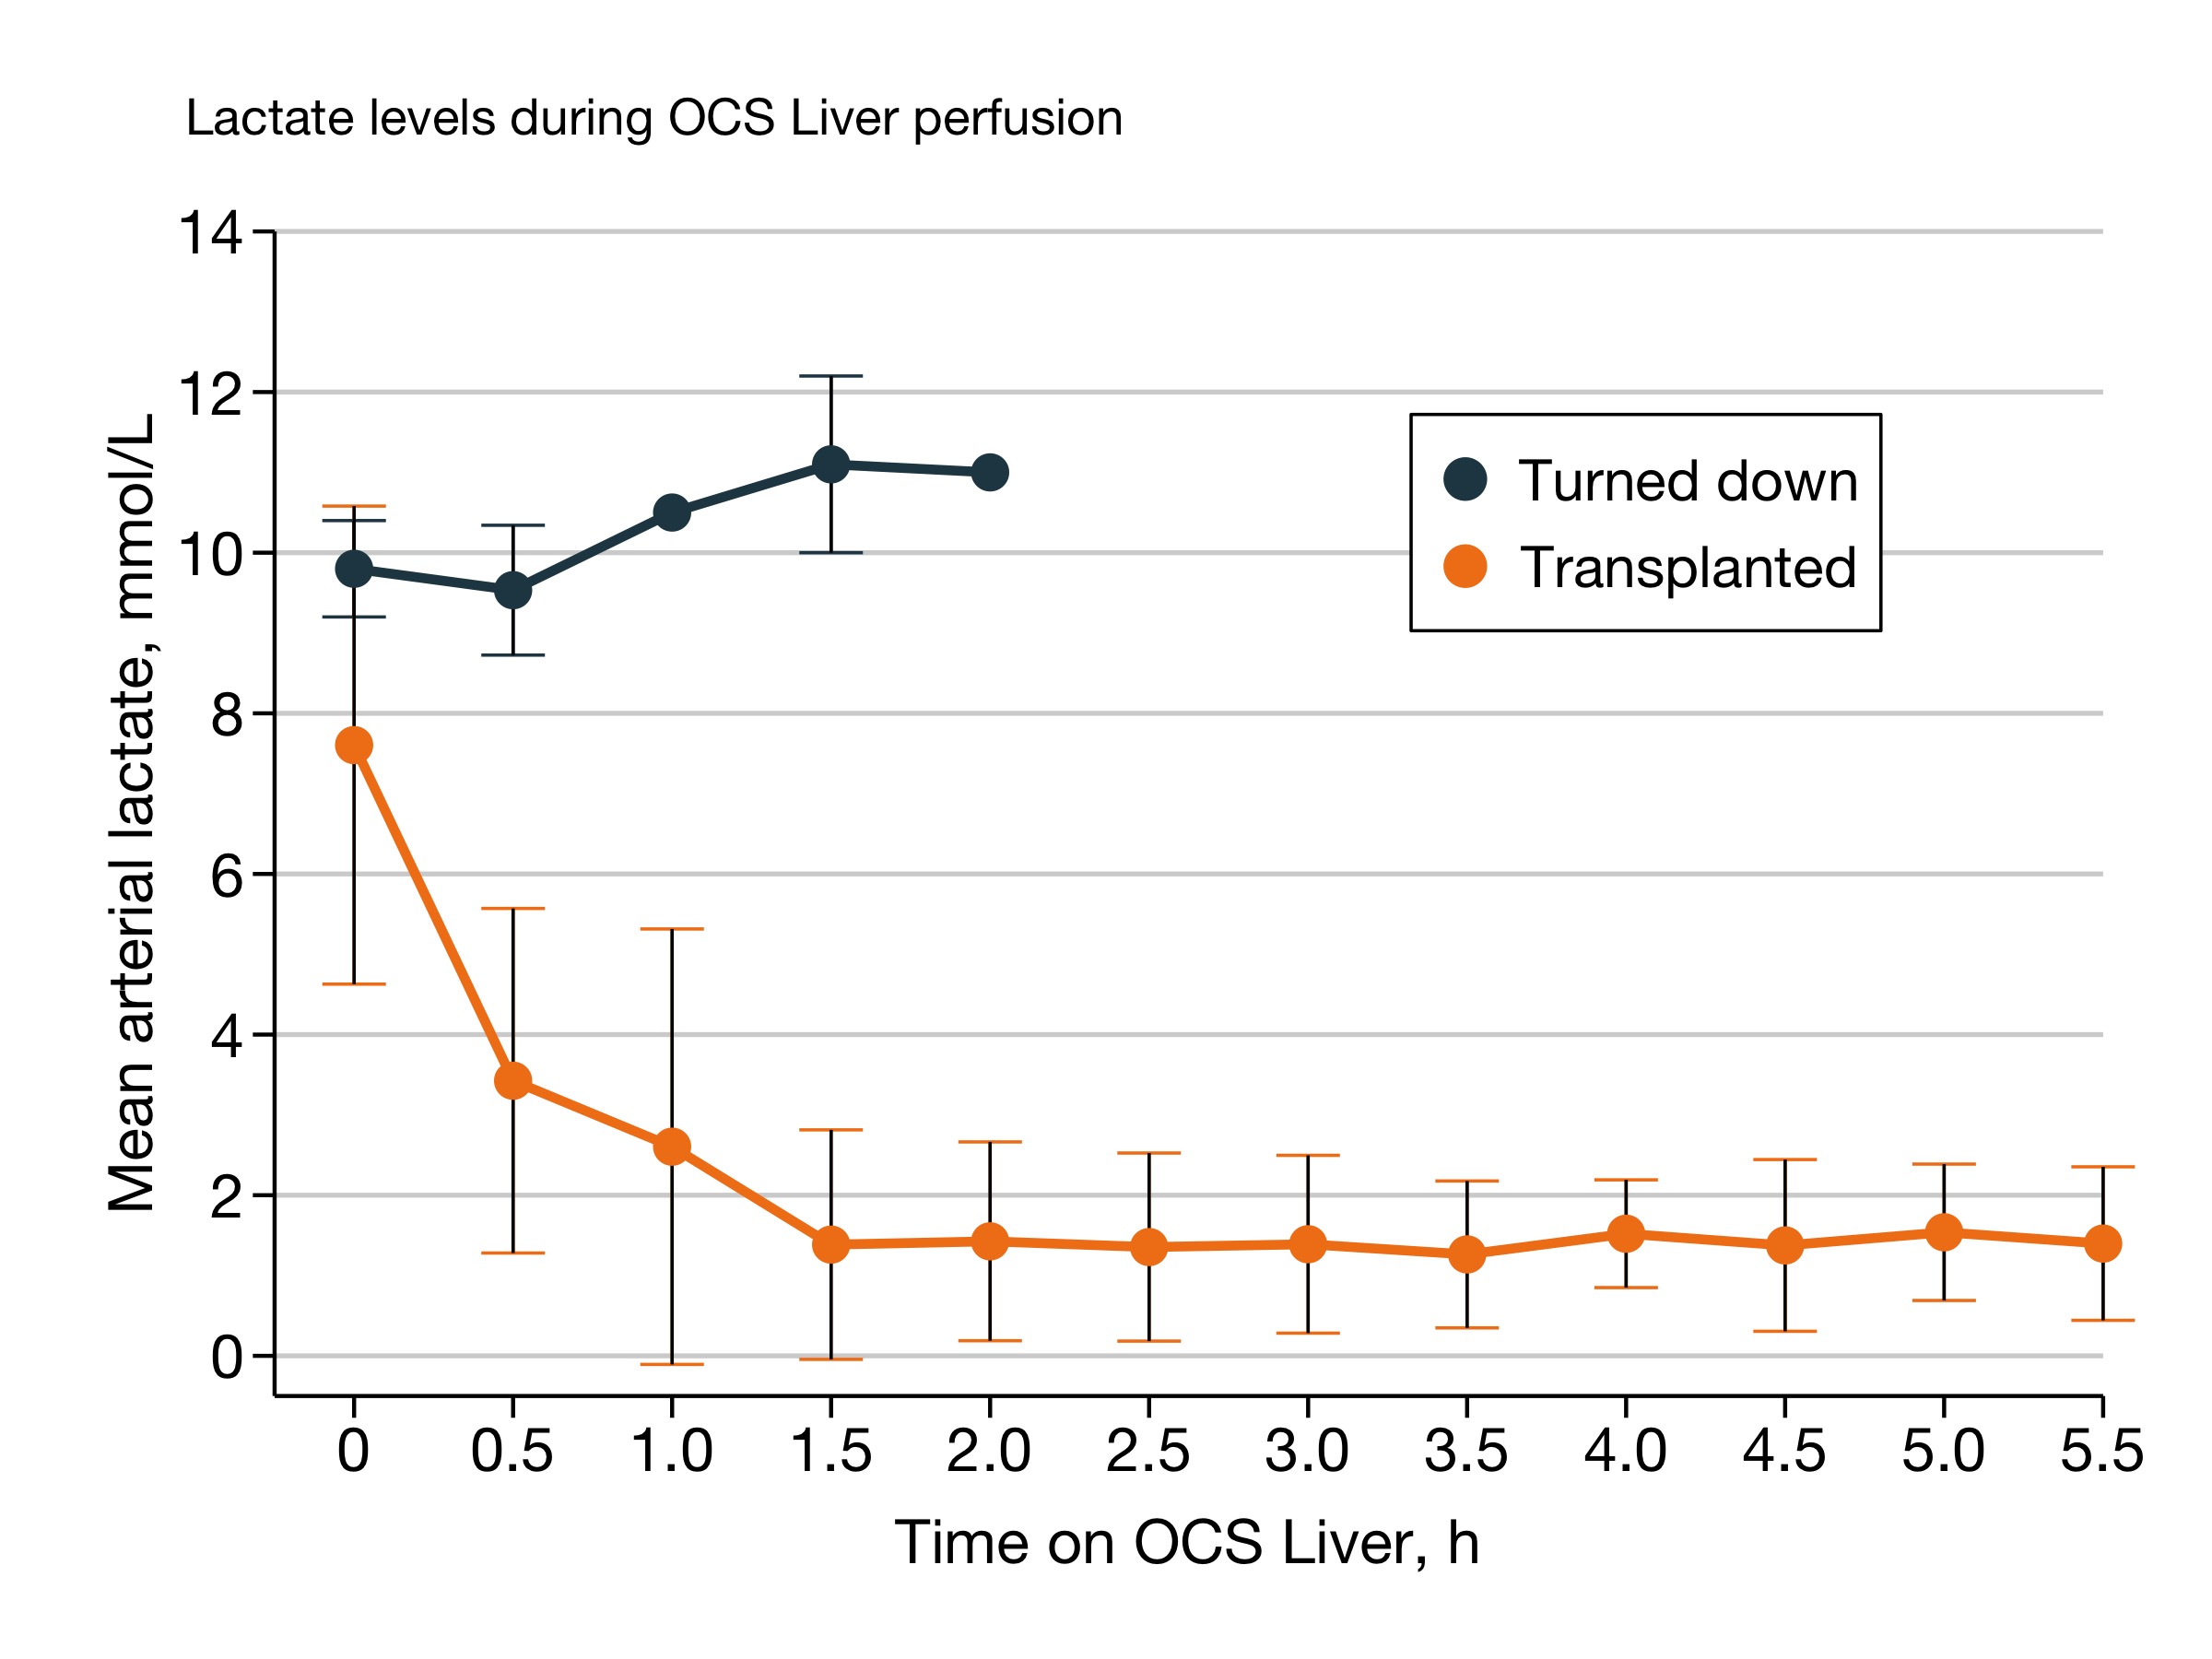 Lactate levels during OCS Liver perfusion
Mean arterial lactate, mmol/L
14
12
10
8
6
4
2
0
Turned down
Transplanted
0 0.5 1.0 1.5 2.0 2.5 3.0 3.5 4.0 4.5 5.0 5.5
Time on OCS Liver, h